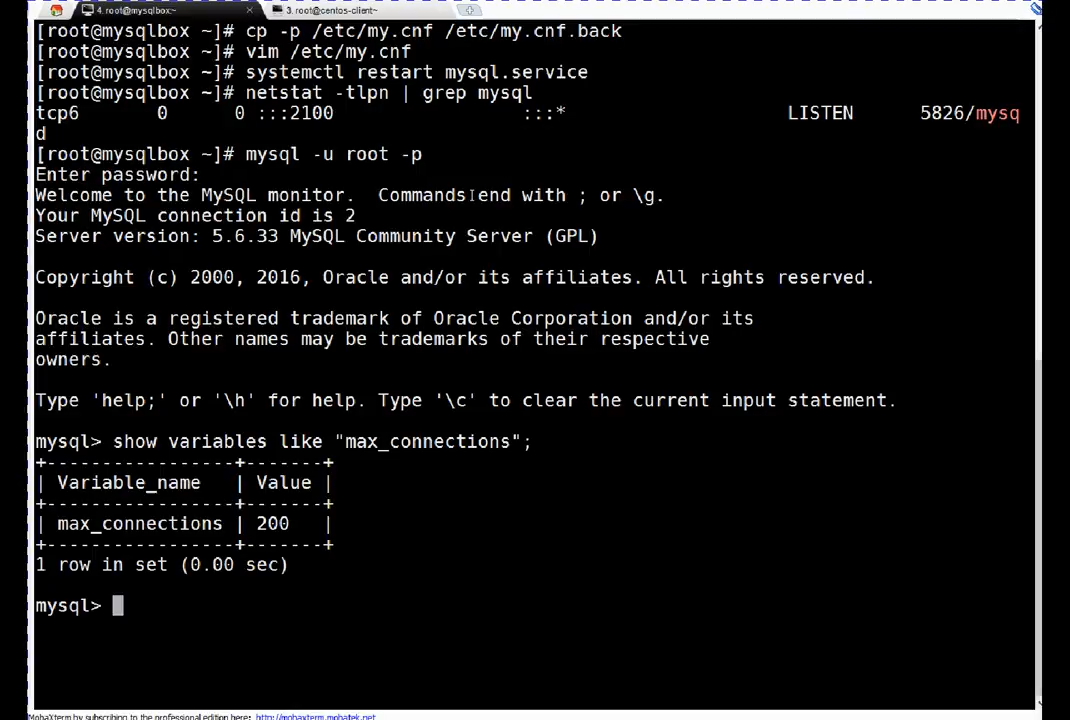 4. root@mysqlbox:~
3. root@centos-client~
[root@mysqlbox ~]# cp -p /etc/my.cnf /etc/my.cnf.back
[root@mysqlbox ~]# vim /etc/my.cnf
[root@mysqlbox ~]# systemctl restart mysql.service
[root@mysqlbox ~]# netstat -tlpn | grep mysql
tcp6       0      0 :::2100                 :::*                    LISTEN      5826/mysq
d
[root@mysqlbox ~]# mysql -u root -p
Enter password:
Welcome to the MySQL monitor.  Commands end with ; or \g.
Your MySQL connection id is 2
Server version: 5.6.33 MySQL Community Server (GPL)
Copyright (c) 2000, 2016, Oracle and/or its affiliates. All rights reserved.
Oracle is a registered trademark of Oracle Corporation and/or its
affiliates. Other names may be trademarks of their respective
owners.
Type 'help;' or '\h' for help. Type '\c' to clear the current input statement.
mysql> show variables like "max_connections";
+-----------------+-------+
| Variable_name   | Value |
+-----------------+-------+
| max_connections | 200   |
+-----------------+-------+
1 row in set (0.00 sec)
mysql>
MobaXterm by subscribing to the professional edition here: http://mobaxterm.mobatek.net